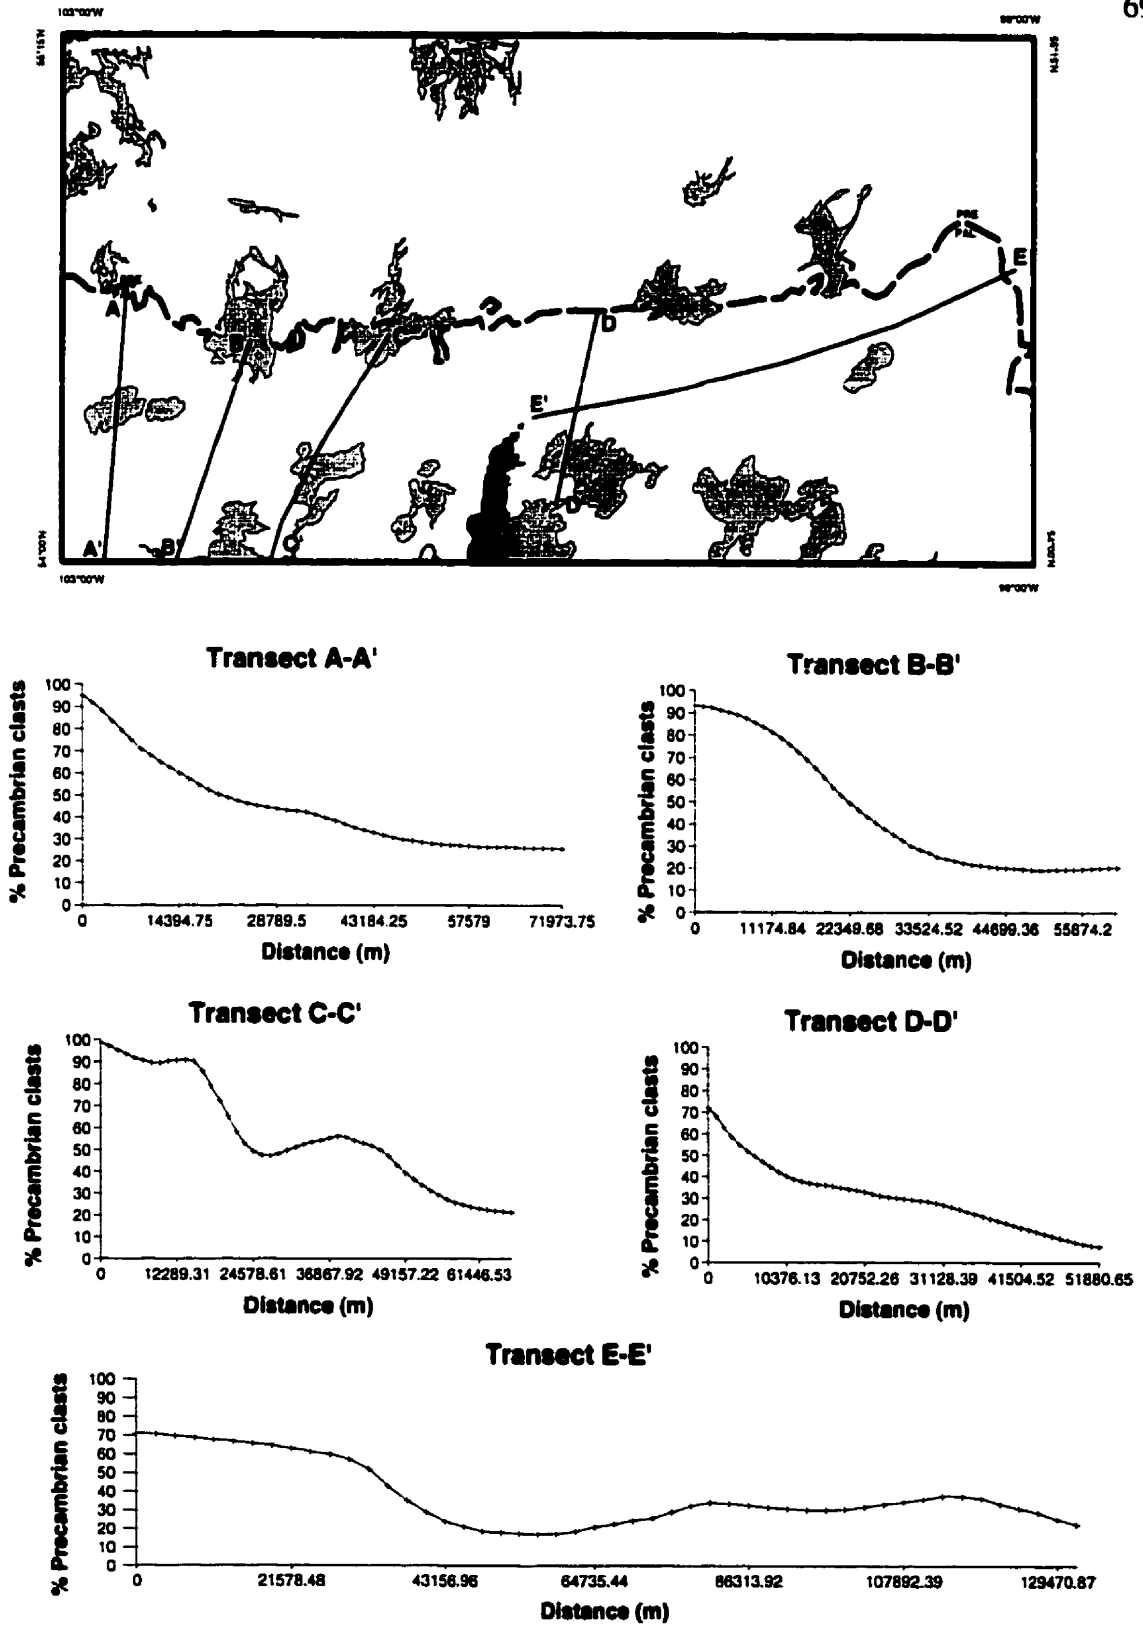 69
103°00'W
99°00'W
A
B
C
D
E
PRE
PAL
E'
D'
A'
B'
C'
54°00'N
103°00'W
99°00'W
Transect A-A'
% Precambrian clasts
100
90
80
70
60
50
40
30
20
10
0
0 14394.75 28789.5 43184.25 57579 71973.75
Distance (m)
Transect B-B'
% Precambrian clasts
100
90
80
70
60
50
40
30
20
10
0
0 11174.84 22349.68 33524.52 44699.36 55874.2
Distance (m)
Transect C-C'
% Precambrian clasts
100
90
80
70
60
50
40
30
20
10
0
0 12289.31 24578.61 36867.92 49157.22 61446.53
Distance (m)
Transect D-D'
% Precambrian clasts
100
90
80
70
60
50
40
30
20
10
0
0 10376.13 20752.26 31128.39 41504.52 51880.65
Distance (m)
Transect E-E'
% Precambrian clasts
100
90
80
70
60
50
40
30
20
10
0
0 21578.48 43156.96 64735.44 86313.92 107892.39 129470.87
Distance (m)